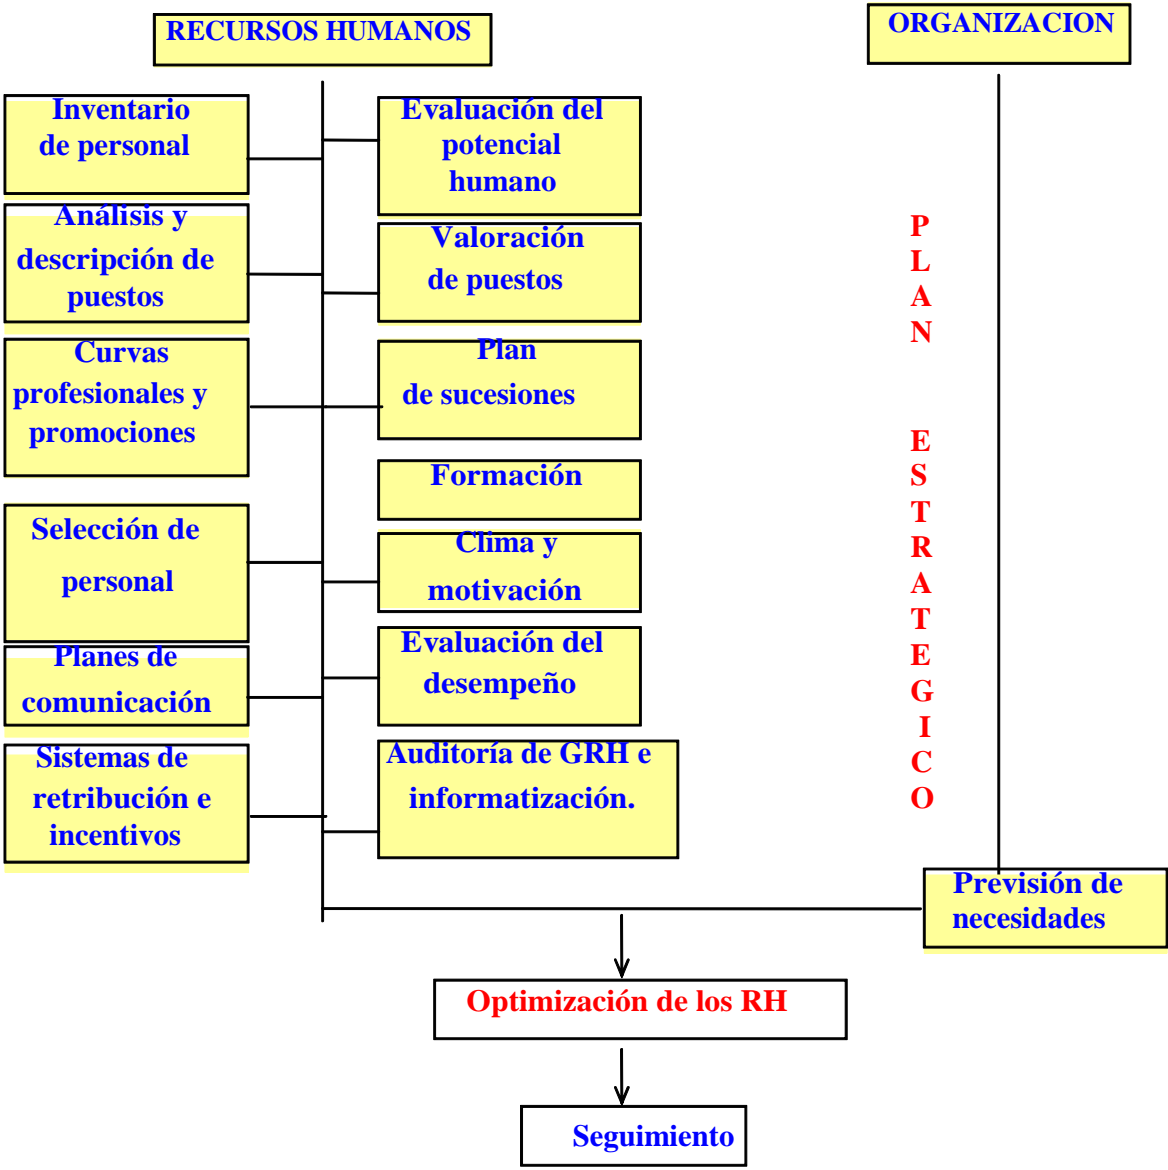 RECURSOS HUMANOS
ORGANIZACION
Inventario
de personal
Evaluación del
potencial
humano
Análisis y
descripción de
puestos
Valoración
de puestos
Curvas
profesionales y
promociones
Plan
de sucesiones
Formación
Selección de
personal
Clima y
motivación
Planes de
comunicación
Evaluación del
desempeño
Sistemas de
retribución e
incentivos
Auditoría de GRH e
informatización.
P
L
A
N
E
S
T
R
A
T
E
G
I
C
O
Previsión de
necesidades
Optimización de los RH
Seguimiento